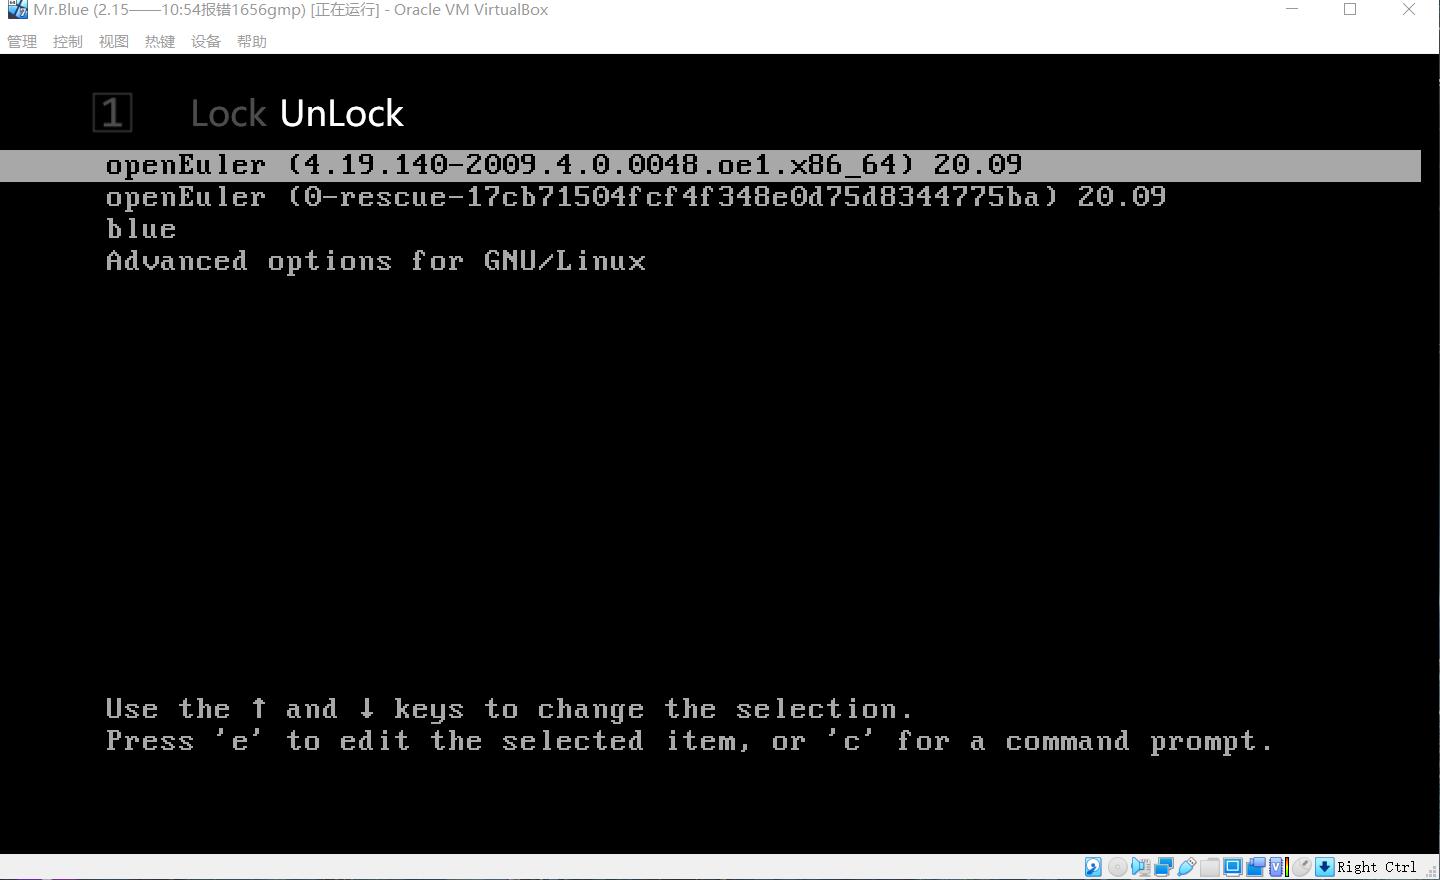 Mr.Blue (2.15——10:54报错1656gmp) [正在运行] - Oracle VM VirtualBox
管理 控制 视图 热键 设备 帮助
1 Lock UnLock
openEuler (4.19.140-2009.4.0.0048.oe1.x86_64) 20.09
openEuler (0-rescue-17cb71504fcf4f348e0d75d8344775ba) 20.09
blue
Advanced options for GNU/Linux
Use the ↑ and ↓ keys to change the selection.
Press 'e' to edit the selected item, or 'c' for a command prompt.
Right Ctrl